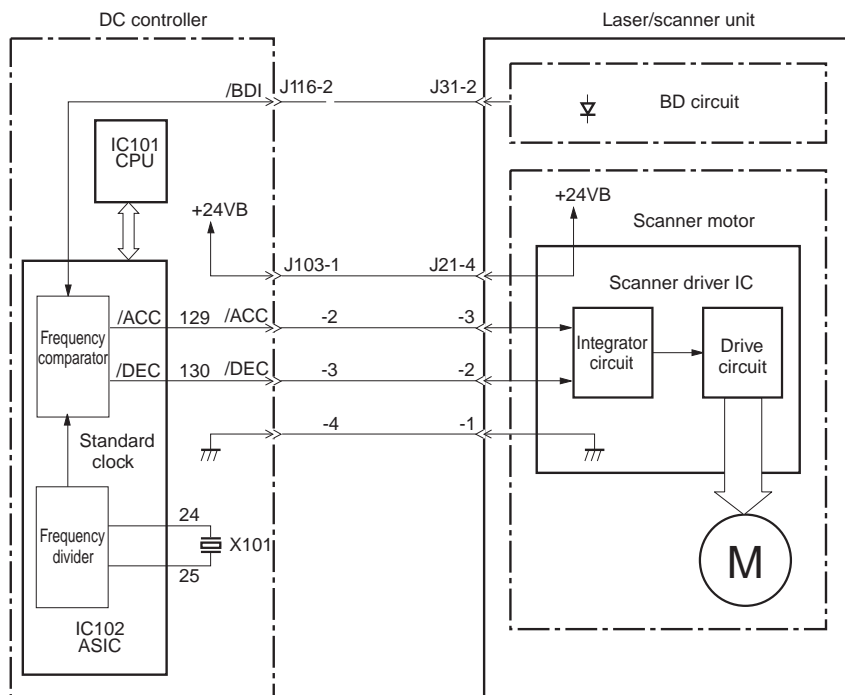 DC controller
Laser/scanner unit
/BDI
J116-2
J31-2
BD circuit
IC101
CPU
+24VB
+24VB
Scanner motor
J103-1
J21-4
Scanner driver IC
Frequency
comparator
/ACC
129
/ACC
-2
-3
Integrator
circuit
Drive
circuit
/DEC
130
/DEC
-3
-2
-4
-1
Standard
clock
Frequency
divider
24
X101
25
M
IC102
ASIC